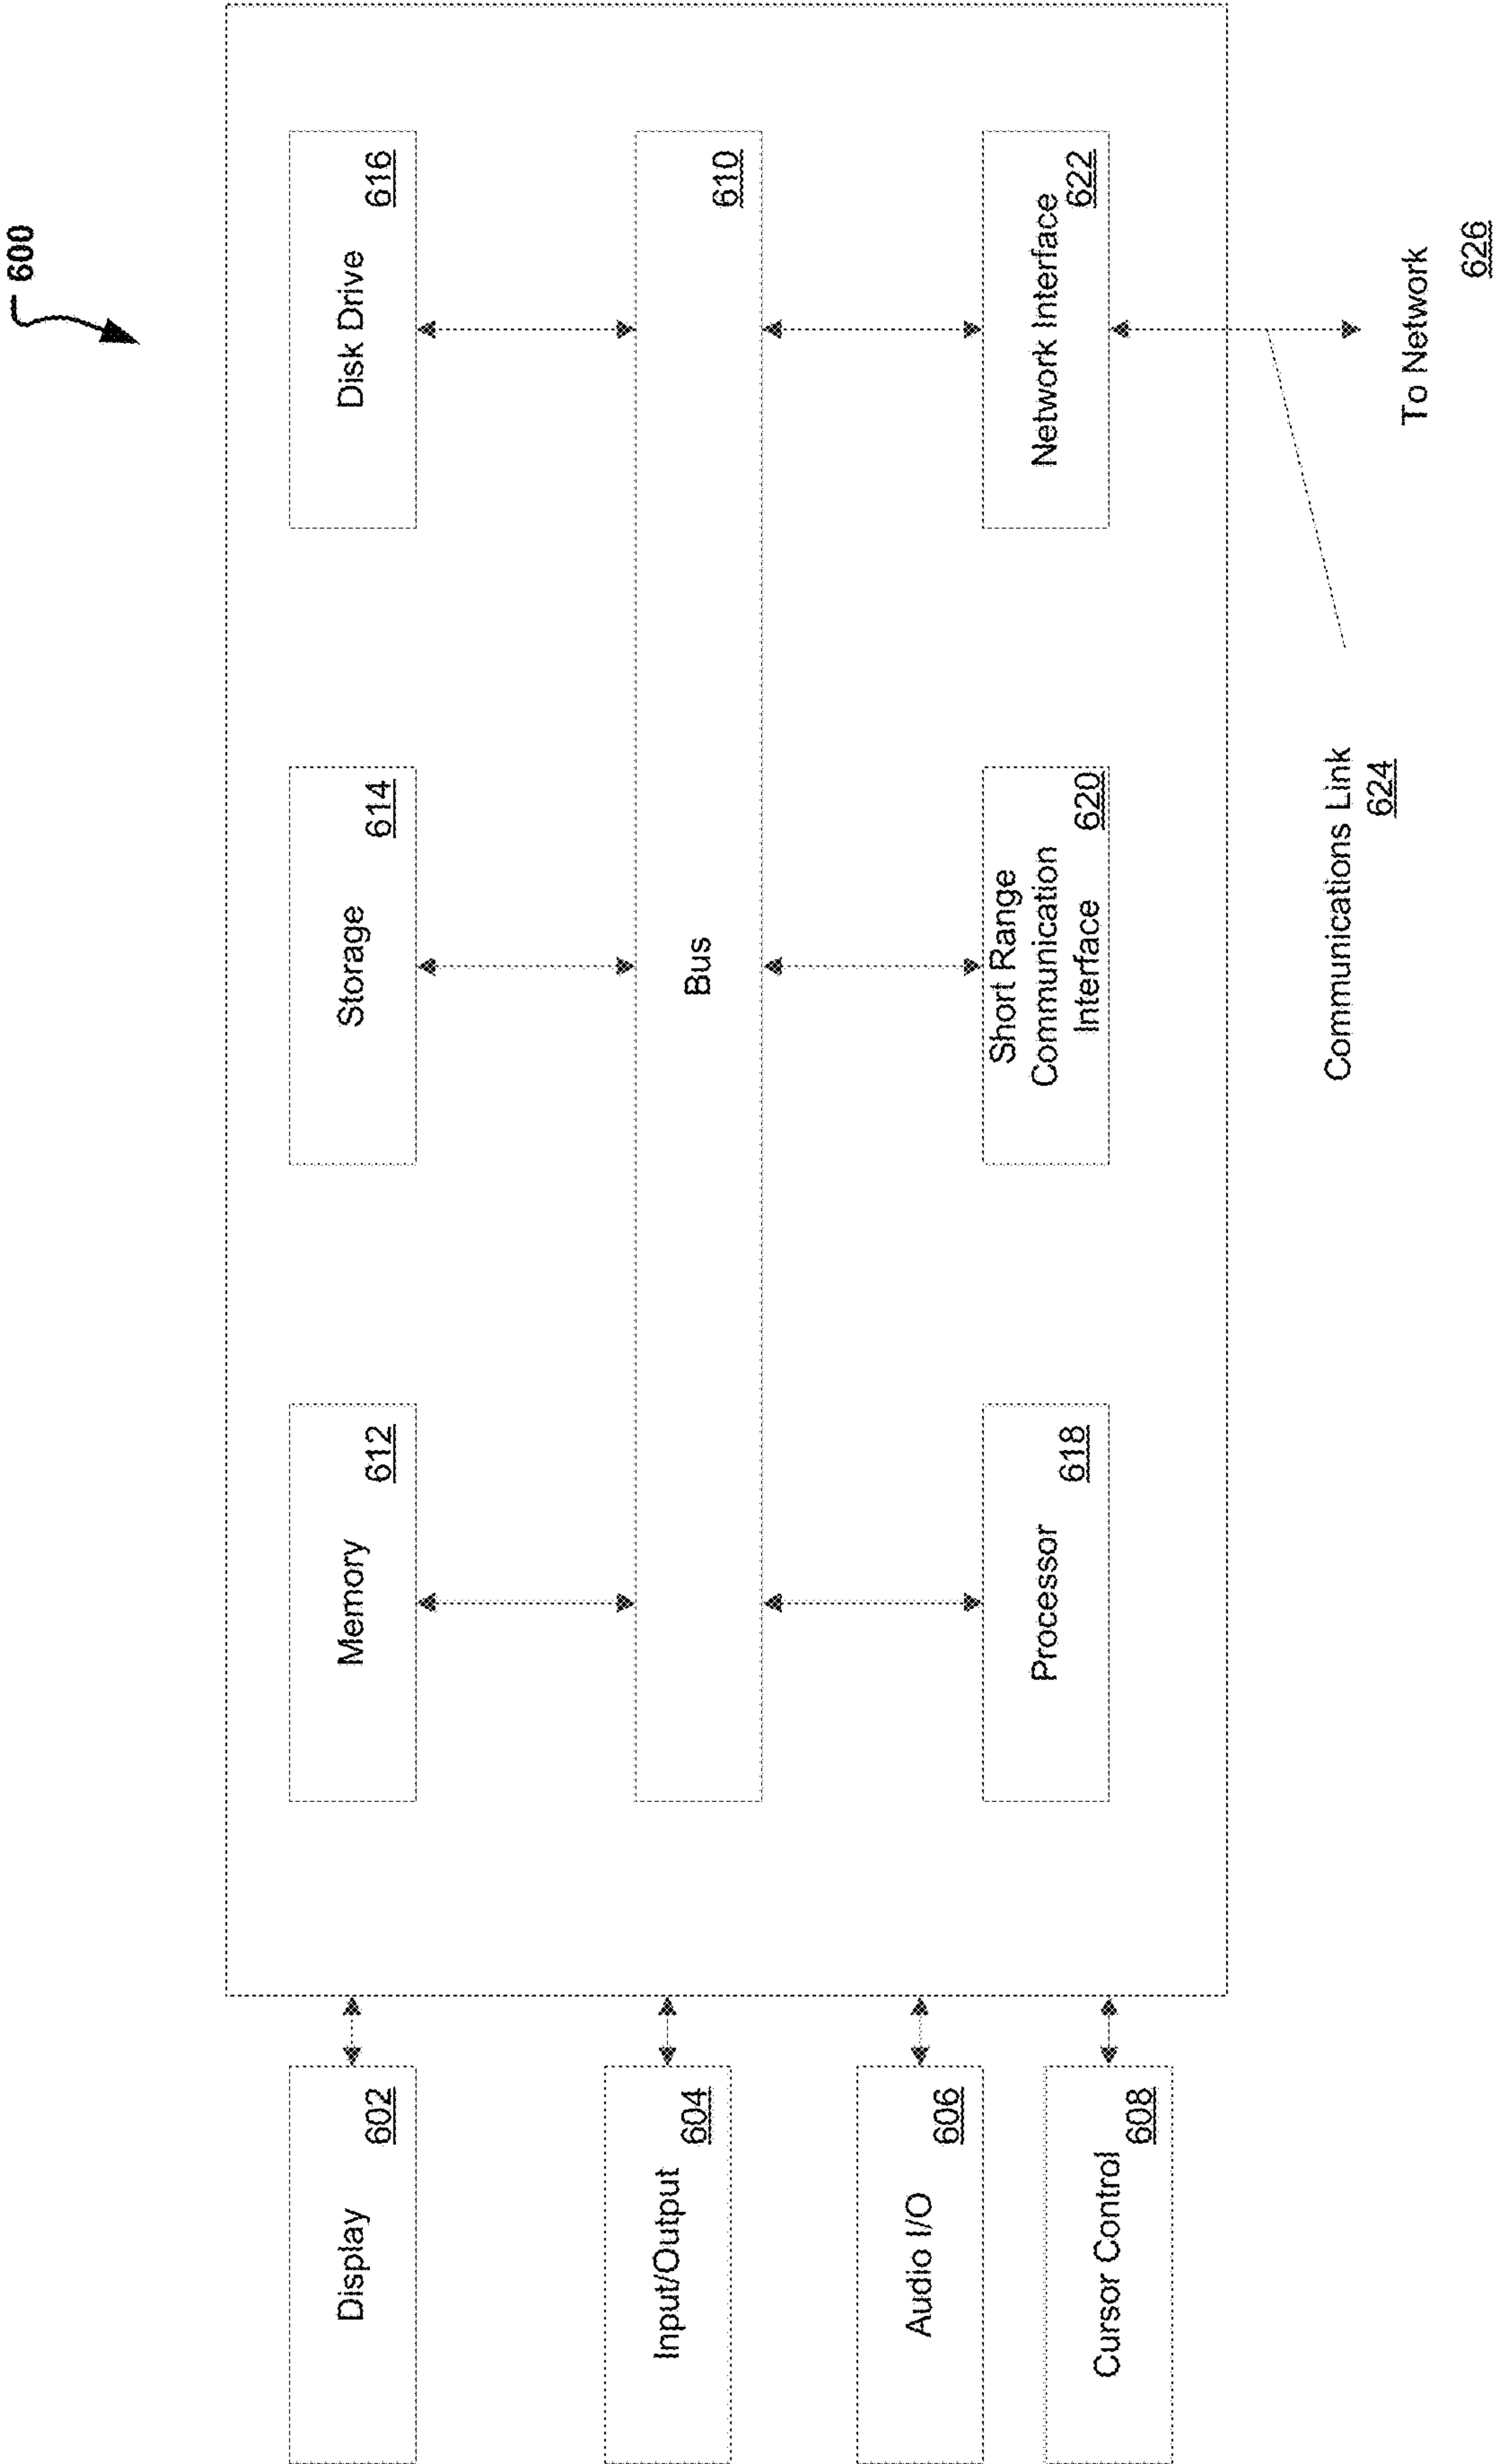 600
Display
602
Input/Output
604
Audio I/O
606
Cursor Control
608
Memory
612
Storage
614
Disk Drive
616
Bus
610
Processor
618
Short Range
Communication
Interface
620
Network Interface
622
Communications Link
624
To Network
626